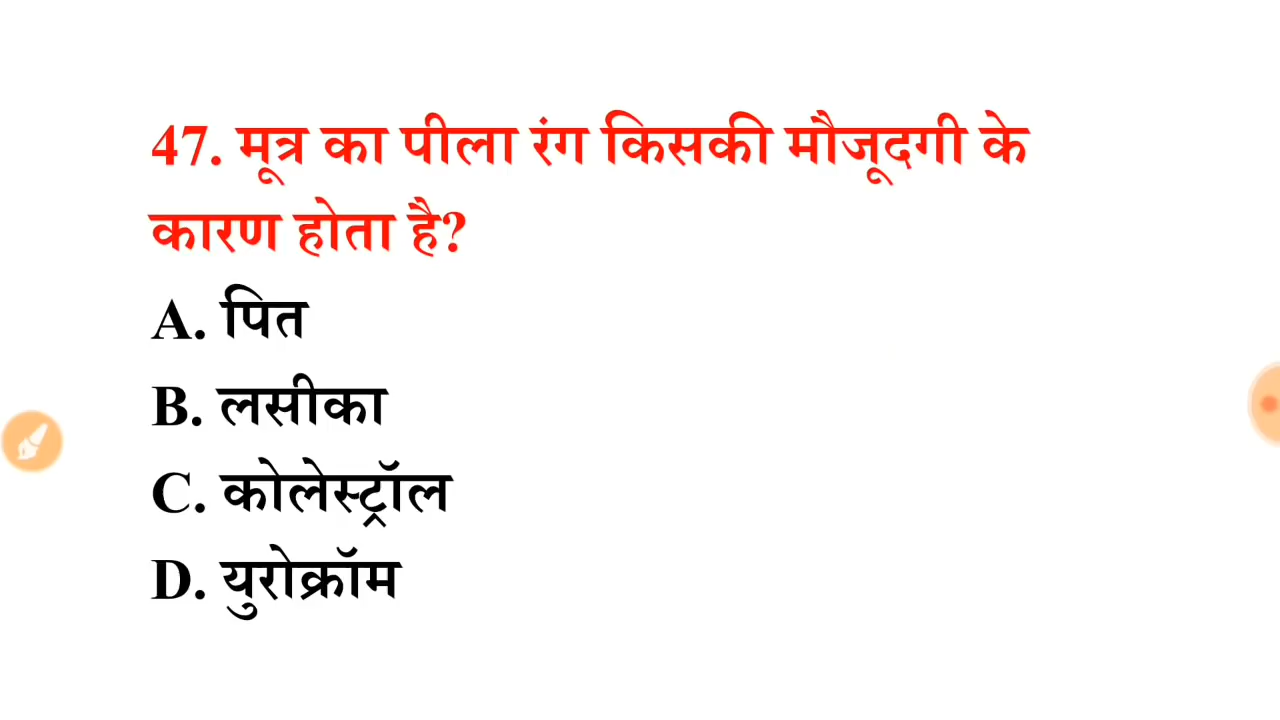 47. मूत्र का पीला रंग किसकी मौजूदगी के
कारण होता है?
A. पित
B. लसीका
C. कोलेस्ट्रॉल
D. युरोक्रॉम